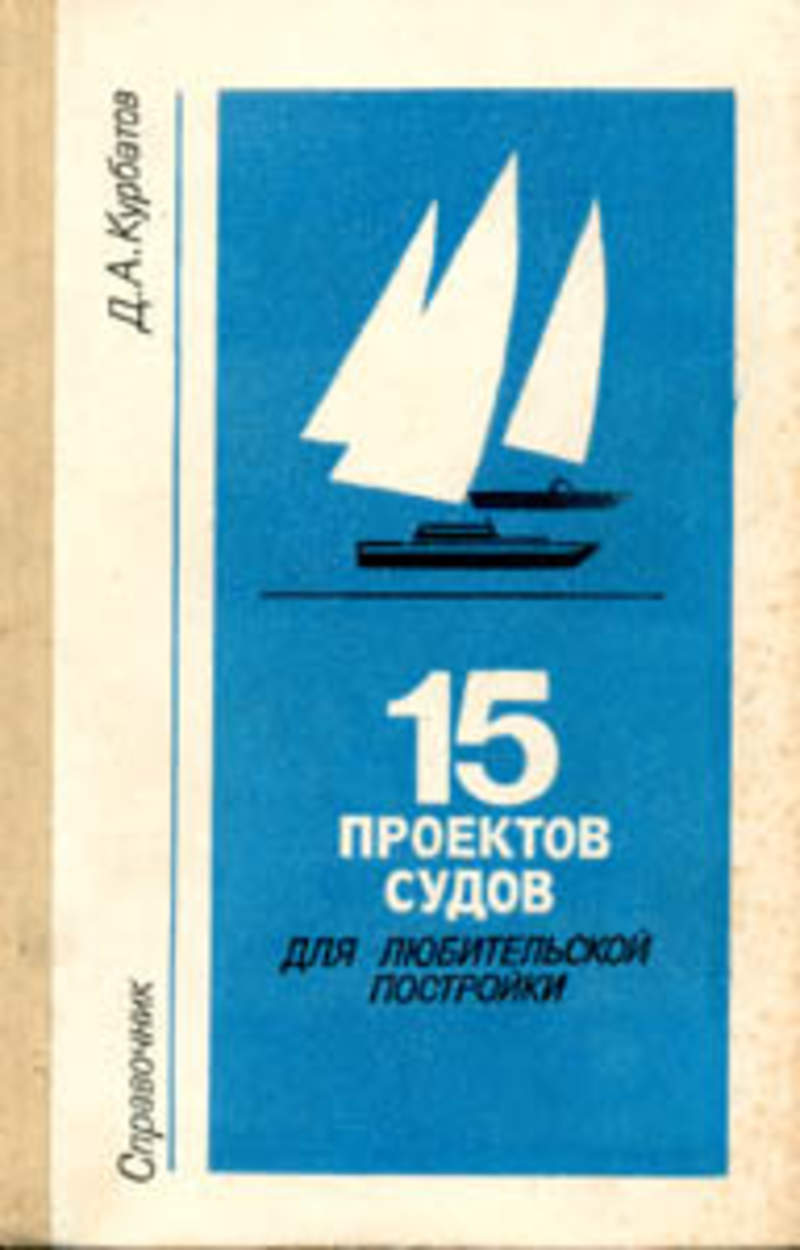 Д.А.Курбатов
15
ПРОЕКТОВ
СУДОВ
ДЛЯ ЛЮБИТЕЛЬСКОЙ
ПОСТРОЙКИ
Справочник